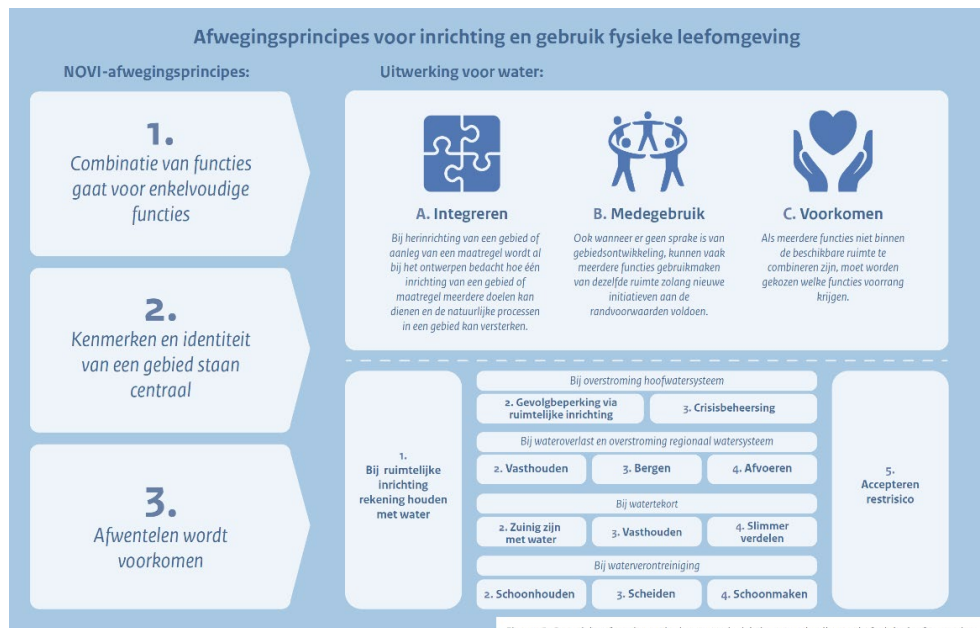 Afwegingsprincipes voor inrichting en gebruik fysieke leefomgeving
NOVI-afwegingsprincipes:
1.
Combinatie van functies
gaat voor enkelvoudige
functies
2.
Kenmerken en identiteit
van een gebied staan
centraal
3.
Afwentelen wordt
voorkomen
Uitwerking voor water:
A. Integreren
Bij herinrichting van een gebied of
aanleg van een maatregel wordt al
bij het ontwerpen bedacht hoe één
inrichting van een gebied of
maatregel meerdere doelen kan
dienen en de natuurlijke processen
in een gebied kan versterken.
B. Medegebruik
Ook wanneer er geen sprake is van
gebiedsontwikkeling, kunnen vaak
meerdere functies gebruikmaken
van dezelfde ruimte zolang nieuwe
initiatieven aan de
randvoorwaarden voldoen.
C. Voorkomen
Als meerdere functies niet binnen
de beschikbare ruimte te
combineren zijn, moet worden
gekozen welke functies voorrang
krijgen.
1.
Bij ruimtelijke
inrichting
rekening houden
met water
Bij overstroming hoofwatersysteem
2. Gevolgbeperking via
ruimtelijke inrichting
3. Crisisbeheersing
Bij wateroverlast en overstroming regionaal watersysteem
2. Vasthouden
3. Bergen
4. Afvoeren
Bij watertekort
2. Zuinig zijn
met water
3. Vasthouden
4. Slimmer
verdelen
Bij waterverontreiniging
2. Schoonhouden
3. Scheiden
4. Schoonmaken
5.
Accepteren
restrisico